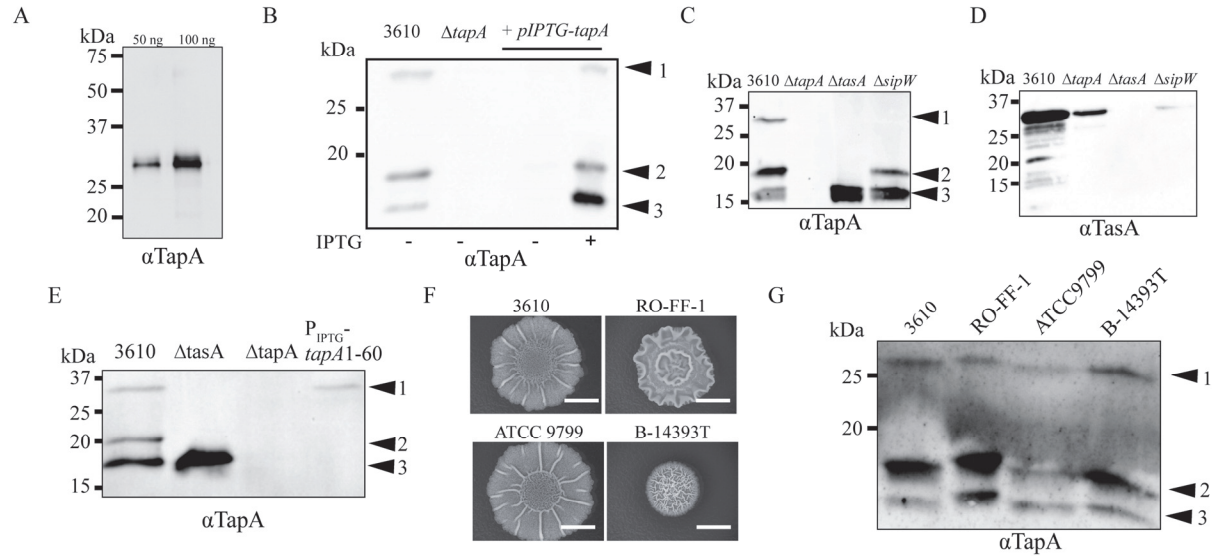 A
kDa
50 ng 100 ng
75
50
37
25
20
αTapA
B
3610 ΔtapA + pIPTG-tapA
kDa
25
20
1
2
3
IPTG - - - +
αTapA
C
kDa 3610 ΔtapA ΔtasA ΔsipW
37
25
20
15
1
2
3
αTapA
D
kDa 3610 ΔtapA ΔtasA ΔsipW
37
25
20
15
αTasA
E
kDa 3610 ΔtasA ΔtapA PIPTG-
tapA1-60
37
25
20
15
1
2
3
αTapA
F
3610 RO-FF-1
ATCC 9799 B-14393T
G
kDa 3610 RO-FF-1 ATCC9799 B-14393T
25
20
1
2
3
αTapA